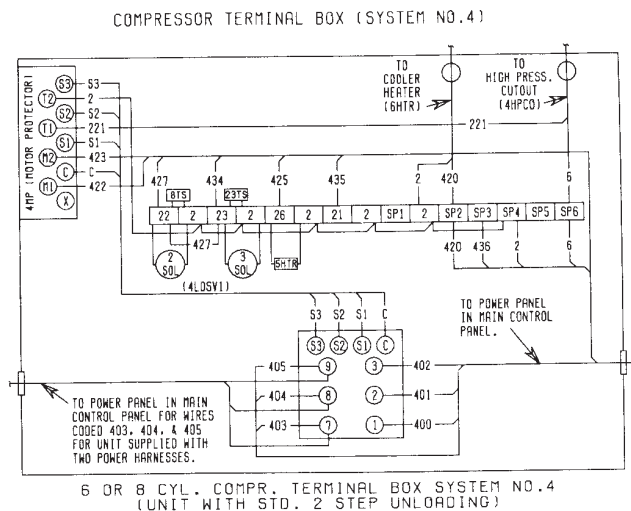 COMPRESSOR TERMINAL BOX (SYSTEM NO.4)
4MP (MOTOR PROTECTOR)
S3 S3
T2 2
S2 S2
T1 221
S1 S1
M2 423
C C
M1 422
X
TO
COOLER
HEATER
(6HTR)
TO
HIGH PRESS.
CUTOUT
(4HPCO)
221
427 434 425 435 2 420 6
8TS 23TS
22 2 23 2 26 2 21 2 SP1 2 SP2 SP3 SP4 SP5 SP6
427 420 436 2 6
2
SOL
3
SOL
5HTR
(4LDSV1)
S3 S2 S1 C
S3 S2 S1 C
TO POWER PANEL
IN MAIN CONTROL
PANEL.
405 9 3 402
404 8 2 401
403 7 1 400
TO POWER PANEL IN MAIN
CONTROL PANEL FOR WIRES
CODED 403, 404, & 405
FOR UNIT SUPPLIED WITH
TWO POWER HARNESSES.
6 OR 8 CYL. COMPR. TERMINAL BOX SYSTEM NO.4
(UNIT WITH STD. 2 STEP UNLOADING)